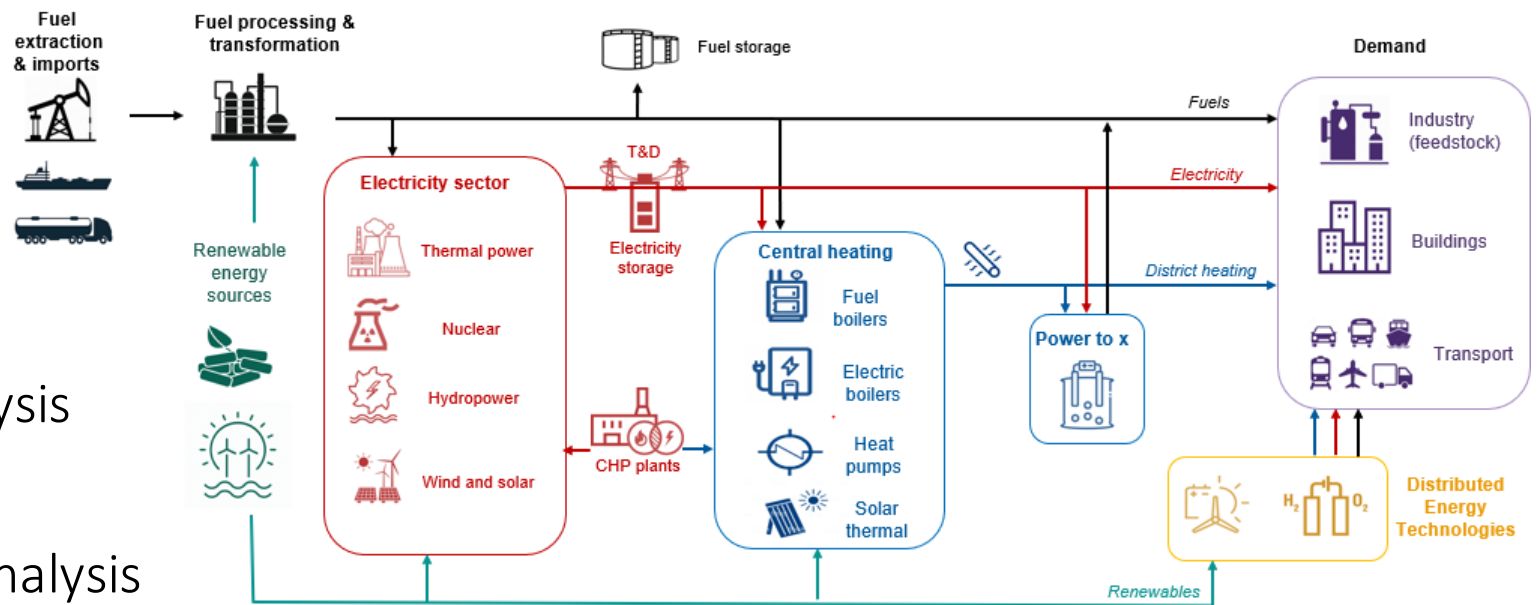 Fuel
extraction
& imports
Fuel processing &
transformation
Fuel storage
Demand
Fuels
Industry
(feedstock)
T&D
Electricity
Electricity sector
Renewable
energy
sources
Thermal power
Electricity
storage
Central heating
Buildings
District heating
Fuel
boilers
Nuclear
Power to x
Transport
Electric
boilers
Hydropower
ysis
Heat
pumps
CHP plants
Wind and solar
Solar
thermal
H2
O2
Distributed
Energy
Technologies
nalysis
Renewables